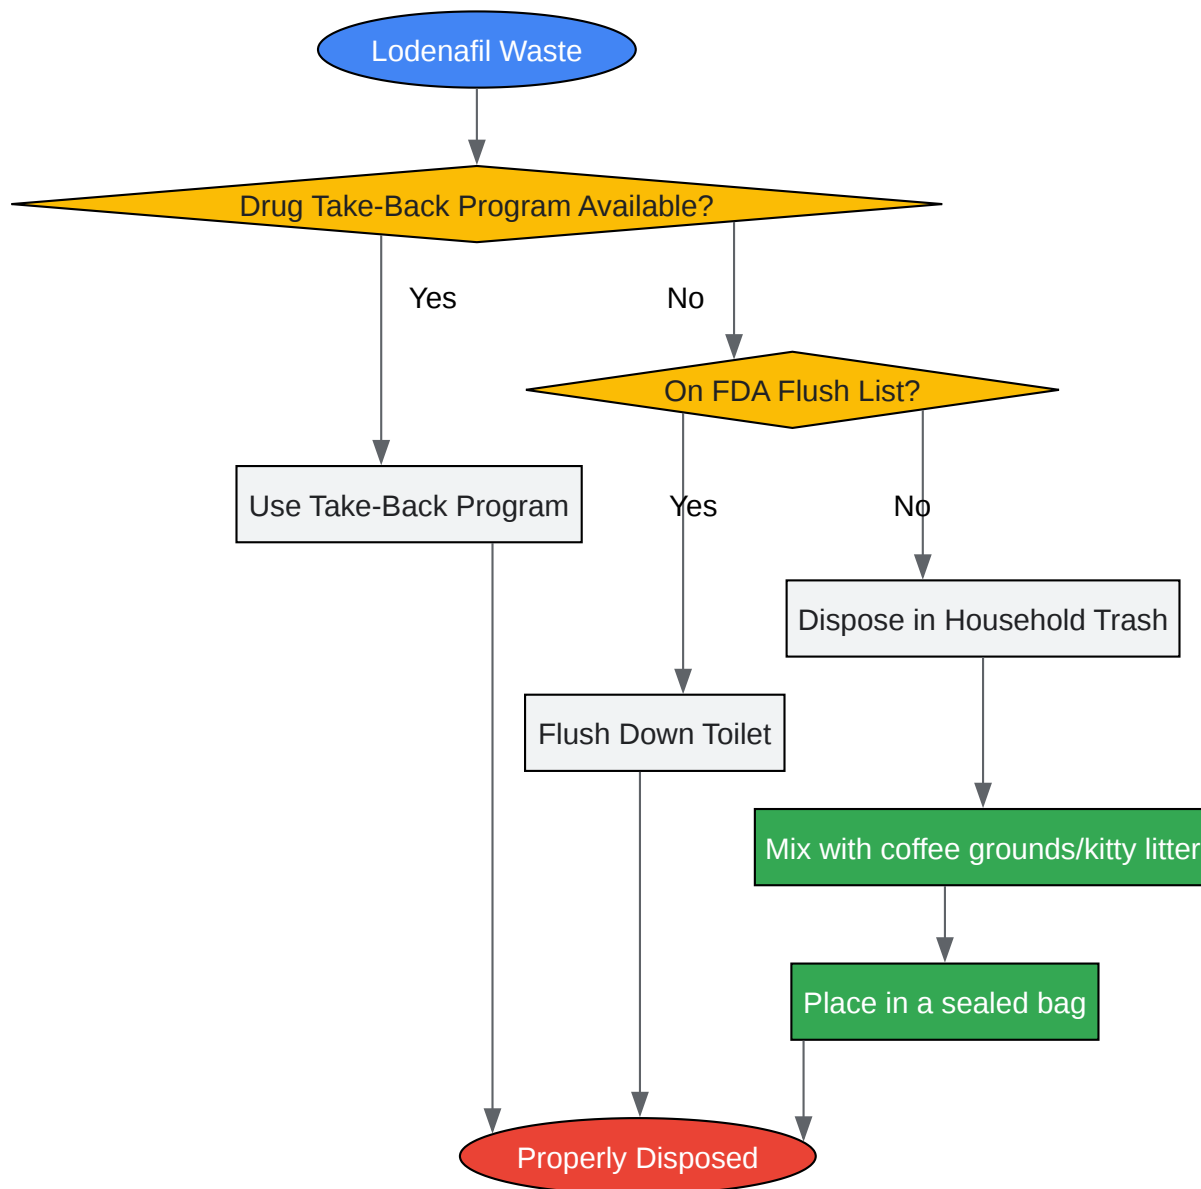 Lodenafil Waste
Drug Take-Back Program Available?
Yes
No
On FDA Flush List?
Use Take-Back Program
Yes
No
Dispose in Household Trash
Flush Down Toilet
Mix with coffee grounds/kitty litter
Place in a sealed bag
Properly Disposed